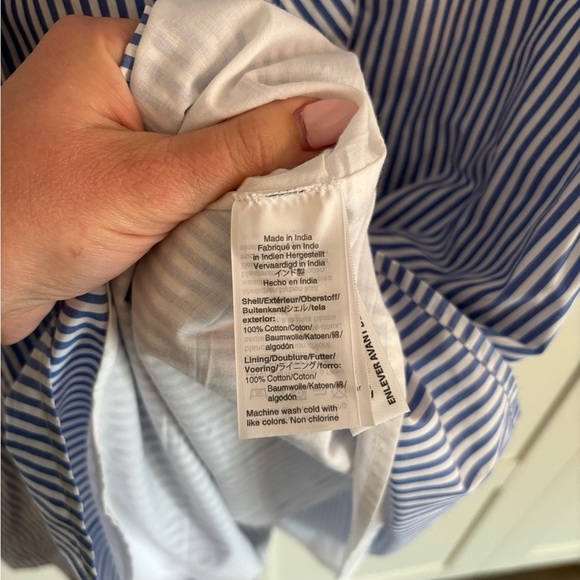 Made in India
Fabriqué en Inde
in Indien Hergestellt
Vervaardigd in India
インド製
Hecho en India
Shell/Extérieur/Oberstoff/
Buitenkant/シェル/tela
exterior:
100% Cotton/Coton/
Baumwolle/Katoen/綿/
algodón
Lining/Doublure/Futter/
Voering/ライニング/forro:
100% Cotton/Coton/
Baumwolle/Katoen/綿/
algodón
Machine wash cold with
like colors. Non chlorine
ENLEVER AVANT